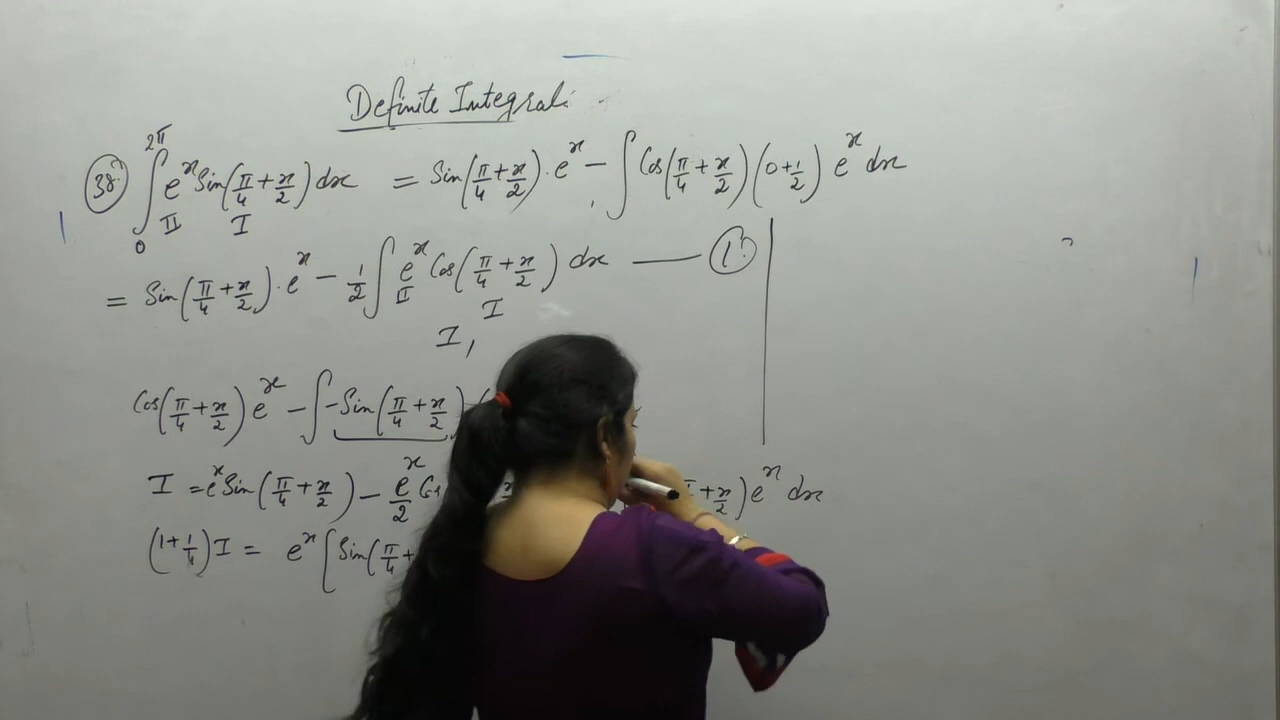 Definite Integral:
38. ∫₀^{2π} e^x Sin(π/4 + x/2) dx = Sin(π/4 + x/2) · e^x − ∫ Cos(π/4 + x/2) (0 + 1/2) e^x dx
II I
= Sin(π/4 + x/2) · e^x − 1/2 ∫ e^x Cos(π/4 + x/2) dx —— 1
II I
I₁
Cos(π/4 + x/2) e^x − ∫ −Sin(π/4 + x/2)
I = e^x Sin(π/4 + x/2) − e^x/2 + x/2) e^x dx
(1 + 1/4) I = e^x [Sin(π/4 +